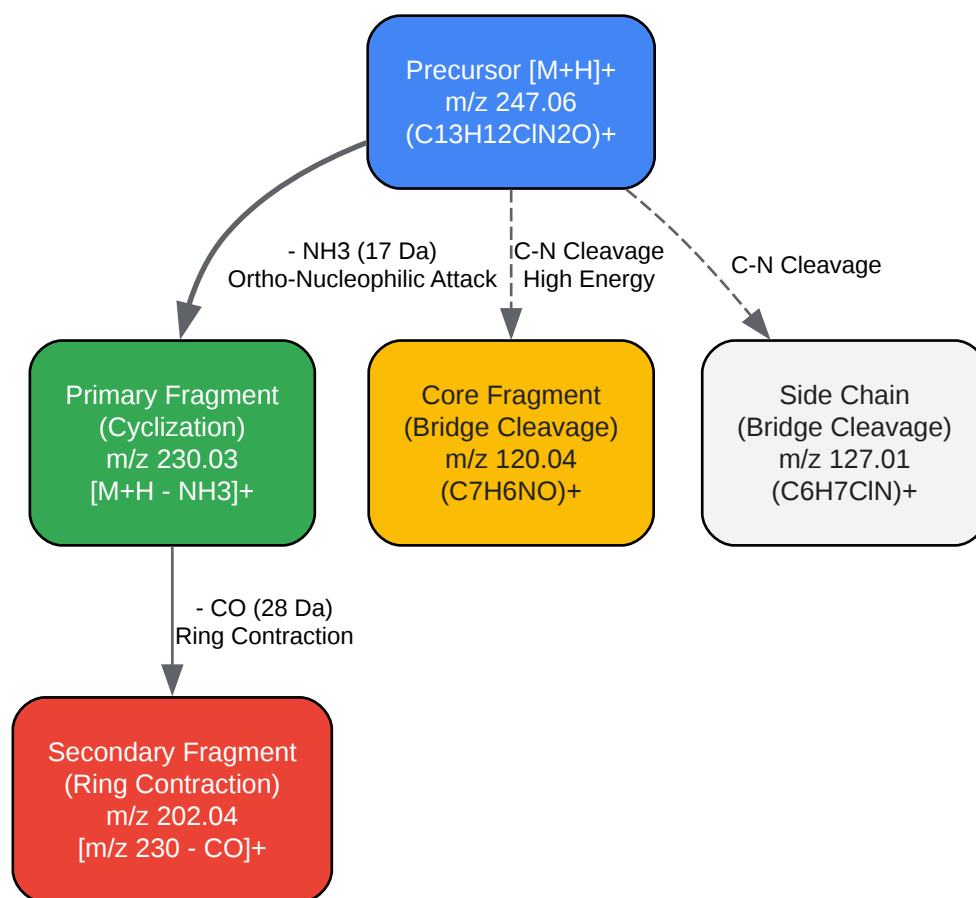 Precursor [M+H]+
m/z 247.06
(C13H12ClN2O)+
- NH3 (17 Da)
Ortho-Nucleophilic Attack
C-N Cleavage
High Energy
C-N Cleavage
Primary Fragment
(Cyclization)
m/z 230.03
[M+H - NH3]+
Core Fragment
(Bridge Cleavage)
m/z 120.04
(C7H6NO)+
Side Chain
(Bridge Cleavage)
m/z 127.01
(C6H7ClN)+
- CO (28 Da)
Ring Contraction
Secondary Fragment
(Ring Contraction)
m/z 202.04
[m/z 230 - CO]+